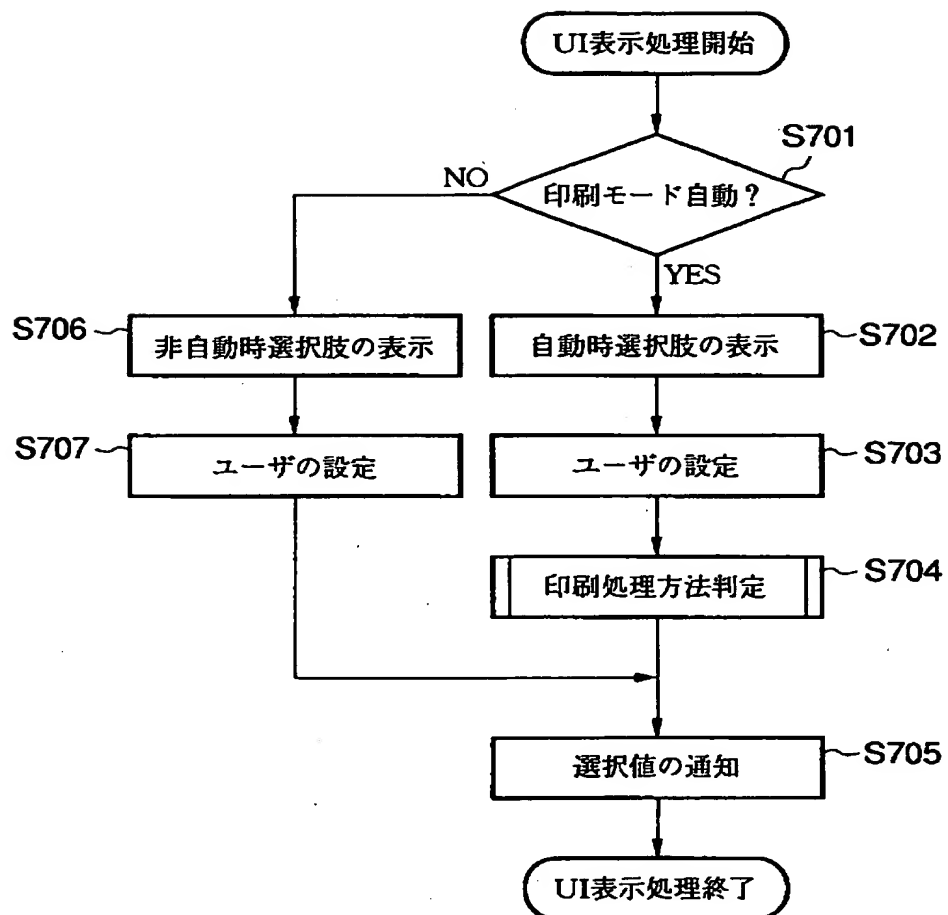 UI表示処理開始
S701
印刷モード自動？
NO
YES
S706
非自動時選択肢の表示
自動時選択肢の表示
S702
S707
ユーザの設定
ユーザの設定
S703
印刷処理方法判定
S704
選択値の通知
S705
UI表示処理終了